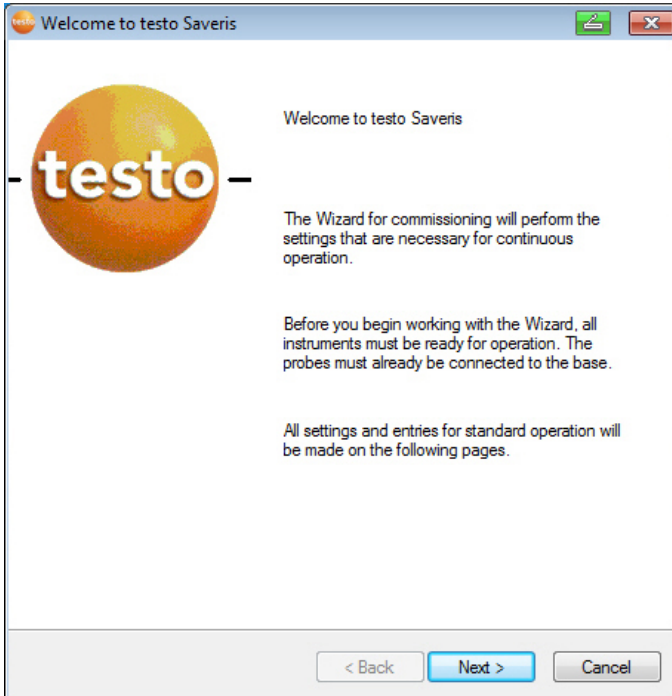 testo Welcome to testo Saveris
Welcome to testo Saveris
testo
The Wizard for commissioning will perform the
settings that are necessary for continuous
operation.
Before you begin working with the Wizard, all
instruments must be ready for operation. The
probes must already be connected to the base.
All settings and entries for standard operation will
be made on the following pages.
< Back Next > Cancel